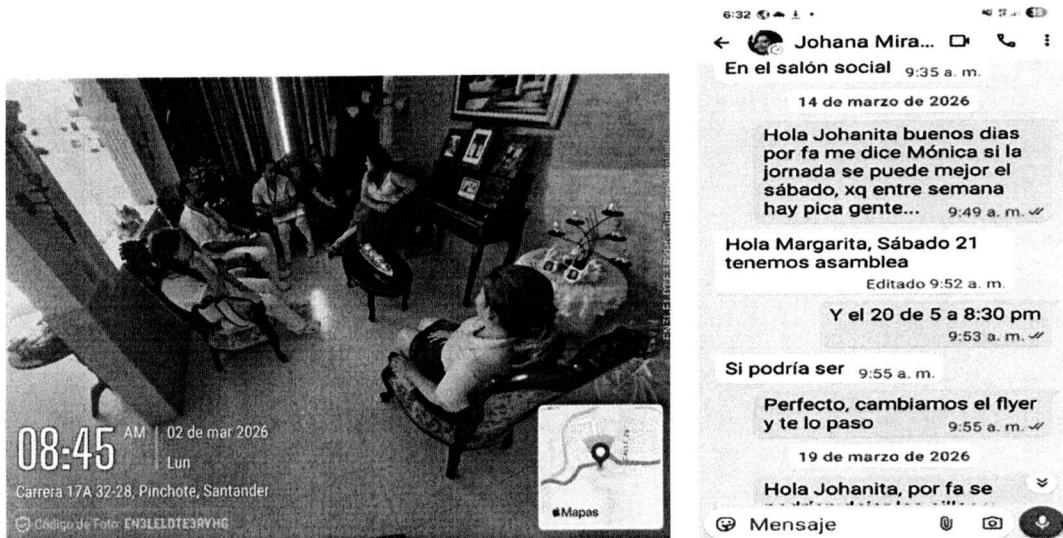 08:45 AM
02 de mar 2026
Lun
Carrera 17A 32-28, Pinchote, Santander
Código de Foto: EN3LELDTE3RVHG
Mapas
6:32
Johana Mira...
En el salón social 9:35 a. m.
14 de marzo de 2026
Hola Johanita buenos dias
por fa me dice Mónica si la
jornada se puede mejor el
sábado, xq entre semana
hay pica gente... 9:49 a. m.
Hola Margarita, Sábado 21
tenemos asamblea
Editado 9:52 a. m.
Y el 20 de 5 a 8:30 pm
9:53 a. m.
Si podría ser 9:55 a. m.
Perfecto, cambiamos el flyer
y te lo paso 9:55 a. m.
19 de marzo de 2026
Hola Johanita, por fa se
Mensaje